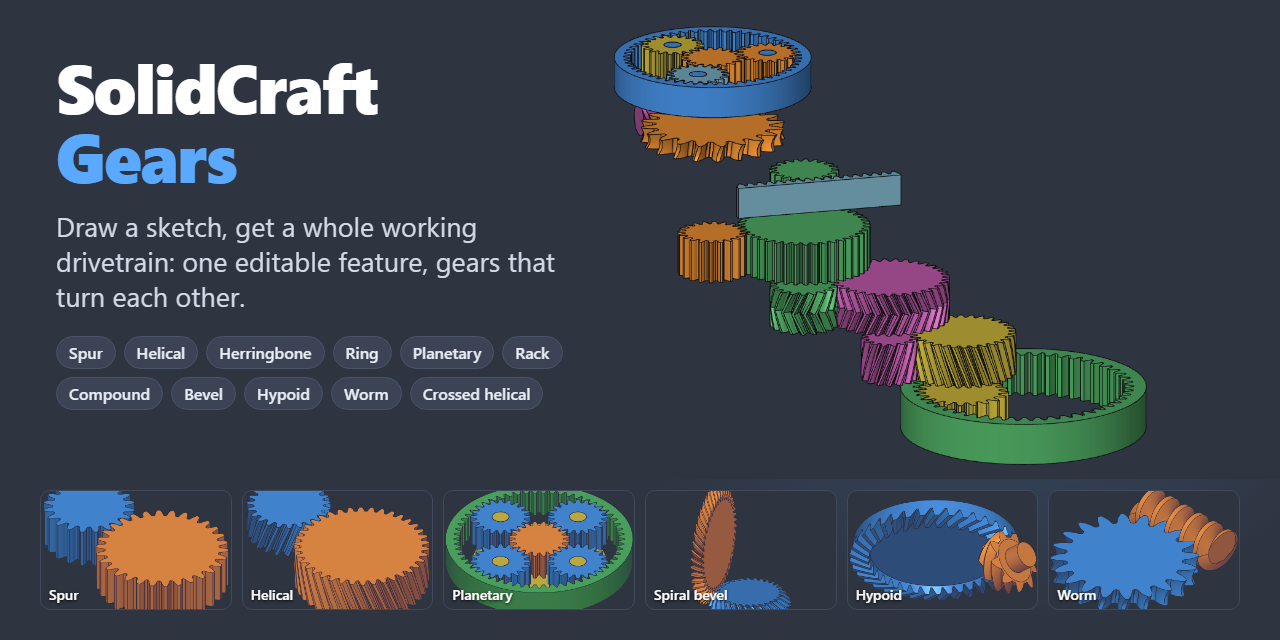 SolidCraft
Gears
Draw a sketch, get a whole working
drivetrain: one editable feature, gears that
turn each other.
Spur Helical Herringbone Ring Planetary Rack
Compound Bevel Hypoid Worm Crossed helical
Spur Helical Planetary Spiral bevel Hypoid Worm